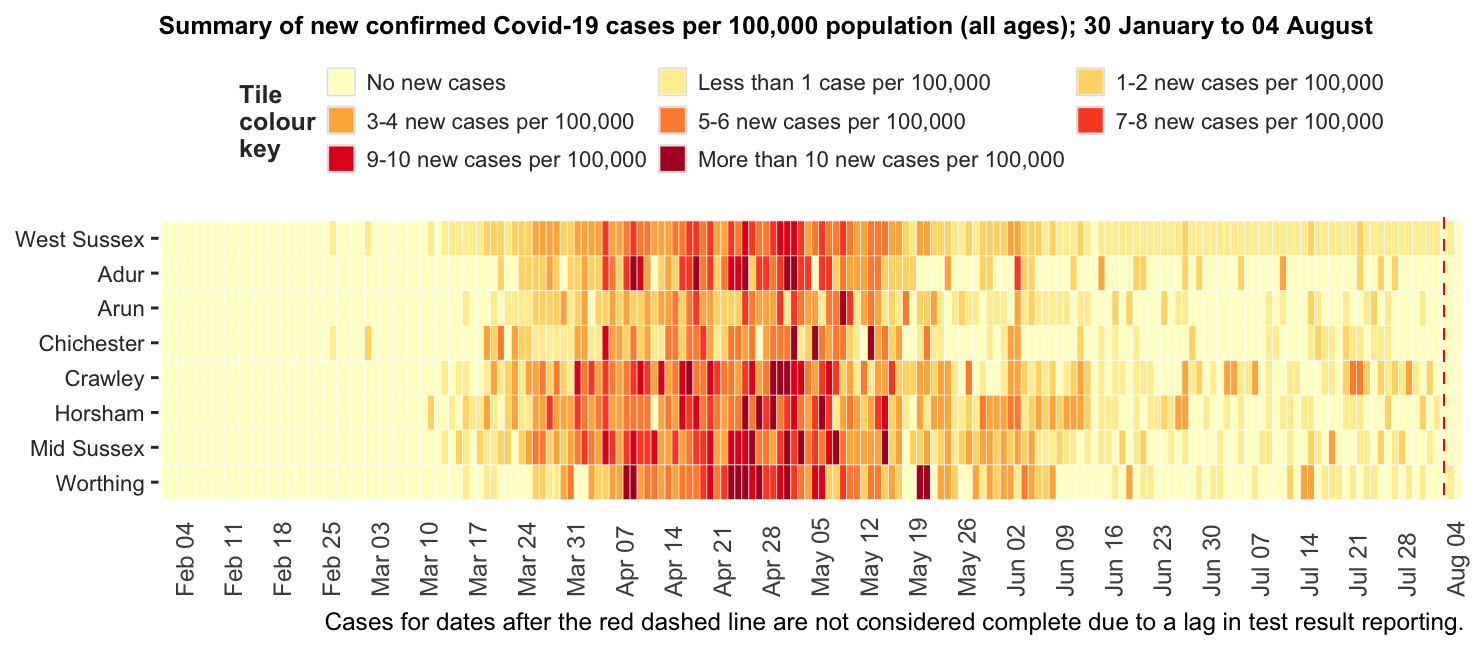 Summary of new confirmed Covid-19 cases per 100,000 population (all ages); 30 January to 04 August
Tile
colour
key
No new cases
Less than 1 case per 100,000
1-2 new cases per 100,000
3-4 new cases per 100,000
5-6 new cases per 100,000
7-8 new cases per 100,000
9-10 new cases per 100,000
More than 10 new cases per 100,000
West Sussex
Adur
Arun
Chichester
Crawley
Horsham
Mid Sussex
Worthing
Feb 04
Feb 11
Feb 18
Feb 25
Mar 03
Mar 10
Mar 17
Mar 24
Mar 31
Apr 07
Apr 14
Apr 21
Apr 28
May 05
May 12
May 19
May 26
Jun 02
Jun 09
Jun 16
Jun 23
Jun 30
Jul 07
Jul 14
Jul 21
Jul 28
Aug 04
Cases for dates after the red dashed line are not considered complete due to a lag in test result reporting.